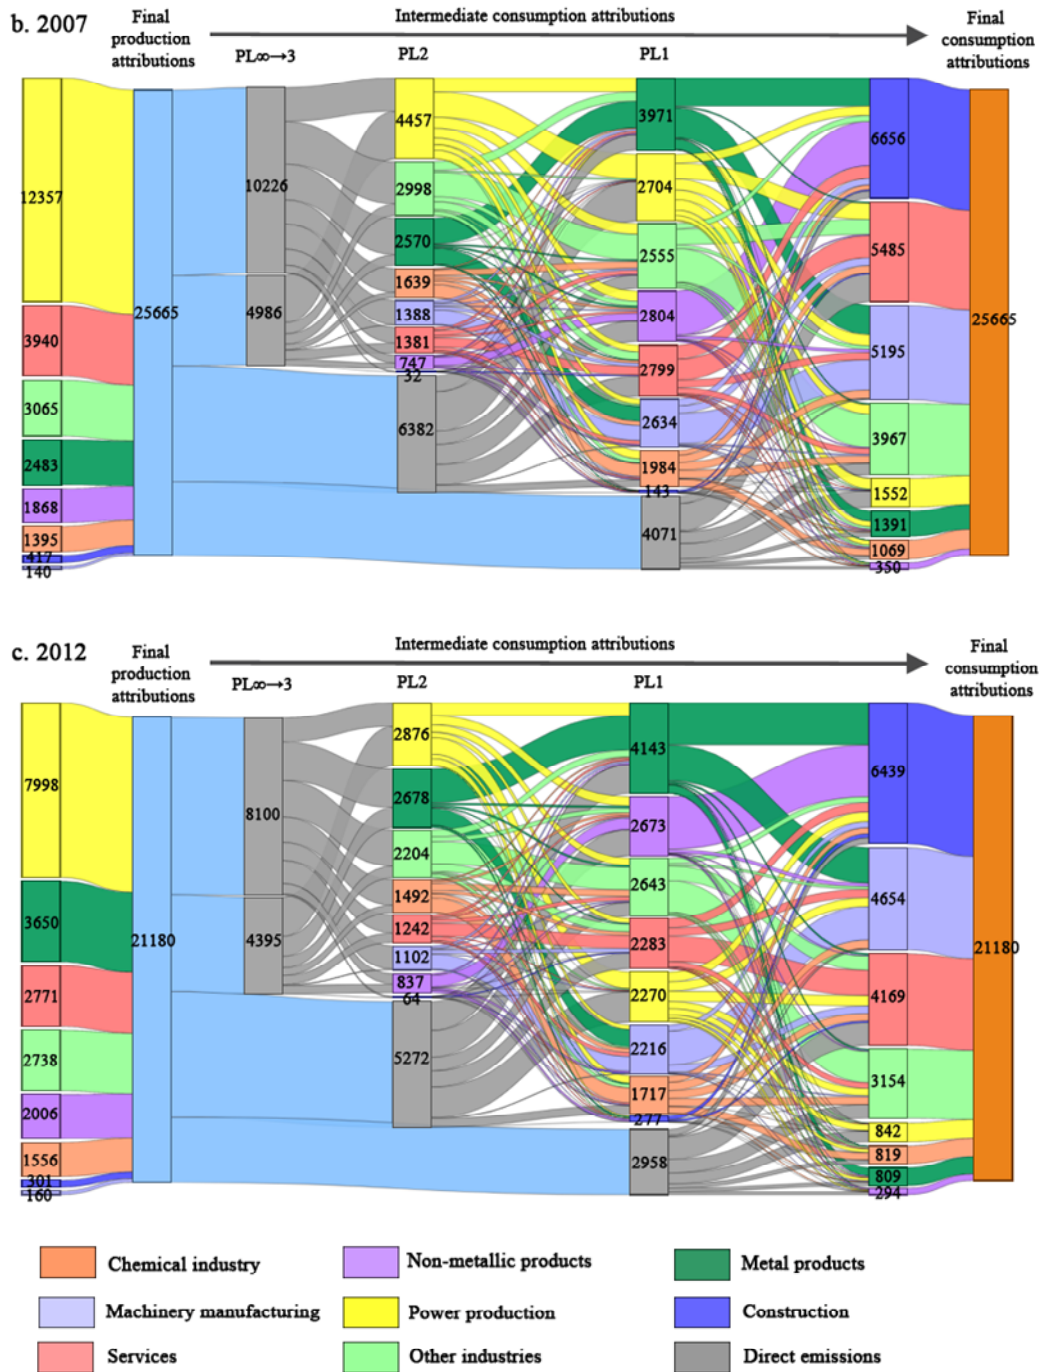 b. 2007
Final
production
attributions
Intermediate consumption attributions
Final
consumption
attributions
PL∞→3
PL2
PL1
12357
3940
3065
2483
1868
1395
417
140
25665
10226
4986
4457
2998
2570
1639
1388
1381
747
32
6382
3971
2704
2555
2804
2799
2634
1984
143
4071
6656
5485
5195
3967
1552
1391
1069
350
25665
c. 2012
Final
production
attributions
Intermediate consumption attributions
Final
consumption
attributions
PL∞→3
PL2
PL1
7998
3650
2771
2738
2006
1556
301
160
21180
8100
4395
2876
2678
2204
1492
1242
1102
837
64
5272
4143
2673
2643
2283
2270
2216
1717
277
2958
6439
4654
4169
3154
842
819
809
294
21180
Chemical industry
Non-metallic products
Metal products
Machinery manufacturing
Power production
Construction
Services
Other industries
Direct emissions